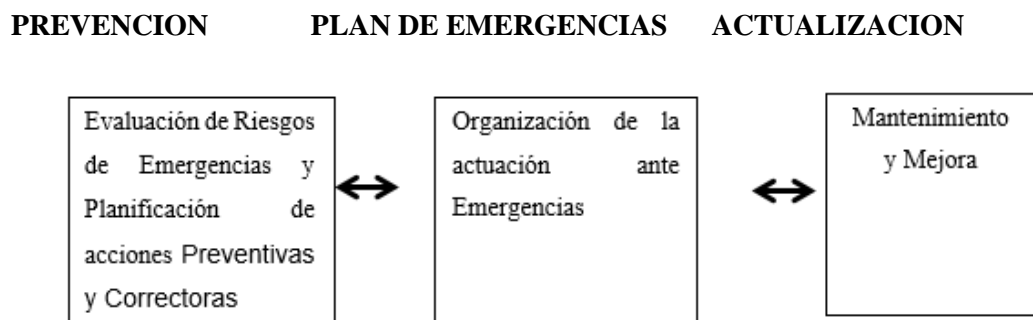 PREVENCION PLAN DE EMERGENCIAS ACTUALIZACION
Evaluación de Riesgos
de Emergencias y
Planificación de
acciones Preventivas
y Correctoras
Organización de la
actuación ante
Emergencias
Mantenimiento
y Mejora